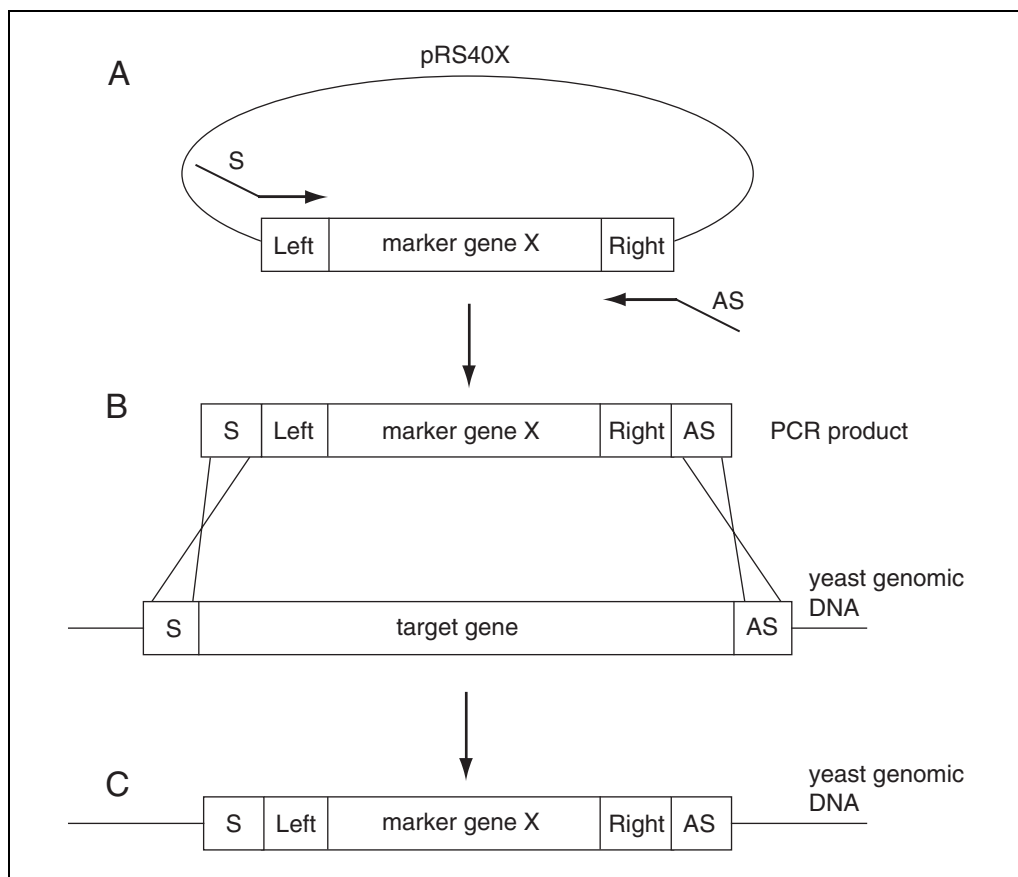 A
pRS40X
S
Left marker gene X Right
AS
B
S Left marker gene X Right AS PCR product
yeast genomic
DNA
S target gene AS
C
yeast genomic
DNA
S Left marker gene X Right AS